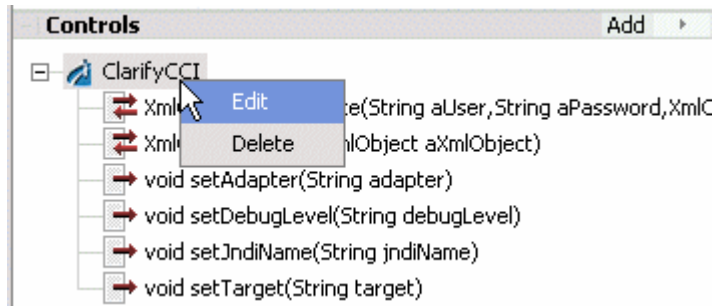 Controls Add
ClarifyCCI
Edit
(String aUser,String aPassword,XmlO
Delete
lObject aXmlObject)
void setAdapter(String adapter)
void setDebugLevel(String debugLevel)
void setJndiName(String jndiName)
void setTarget(String target)